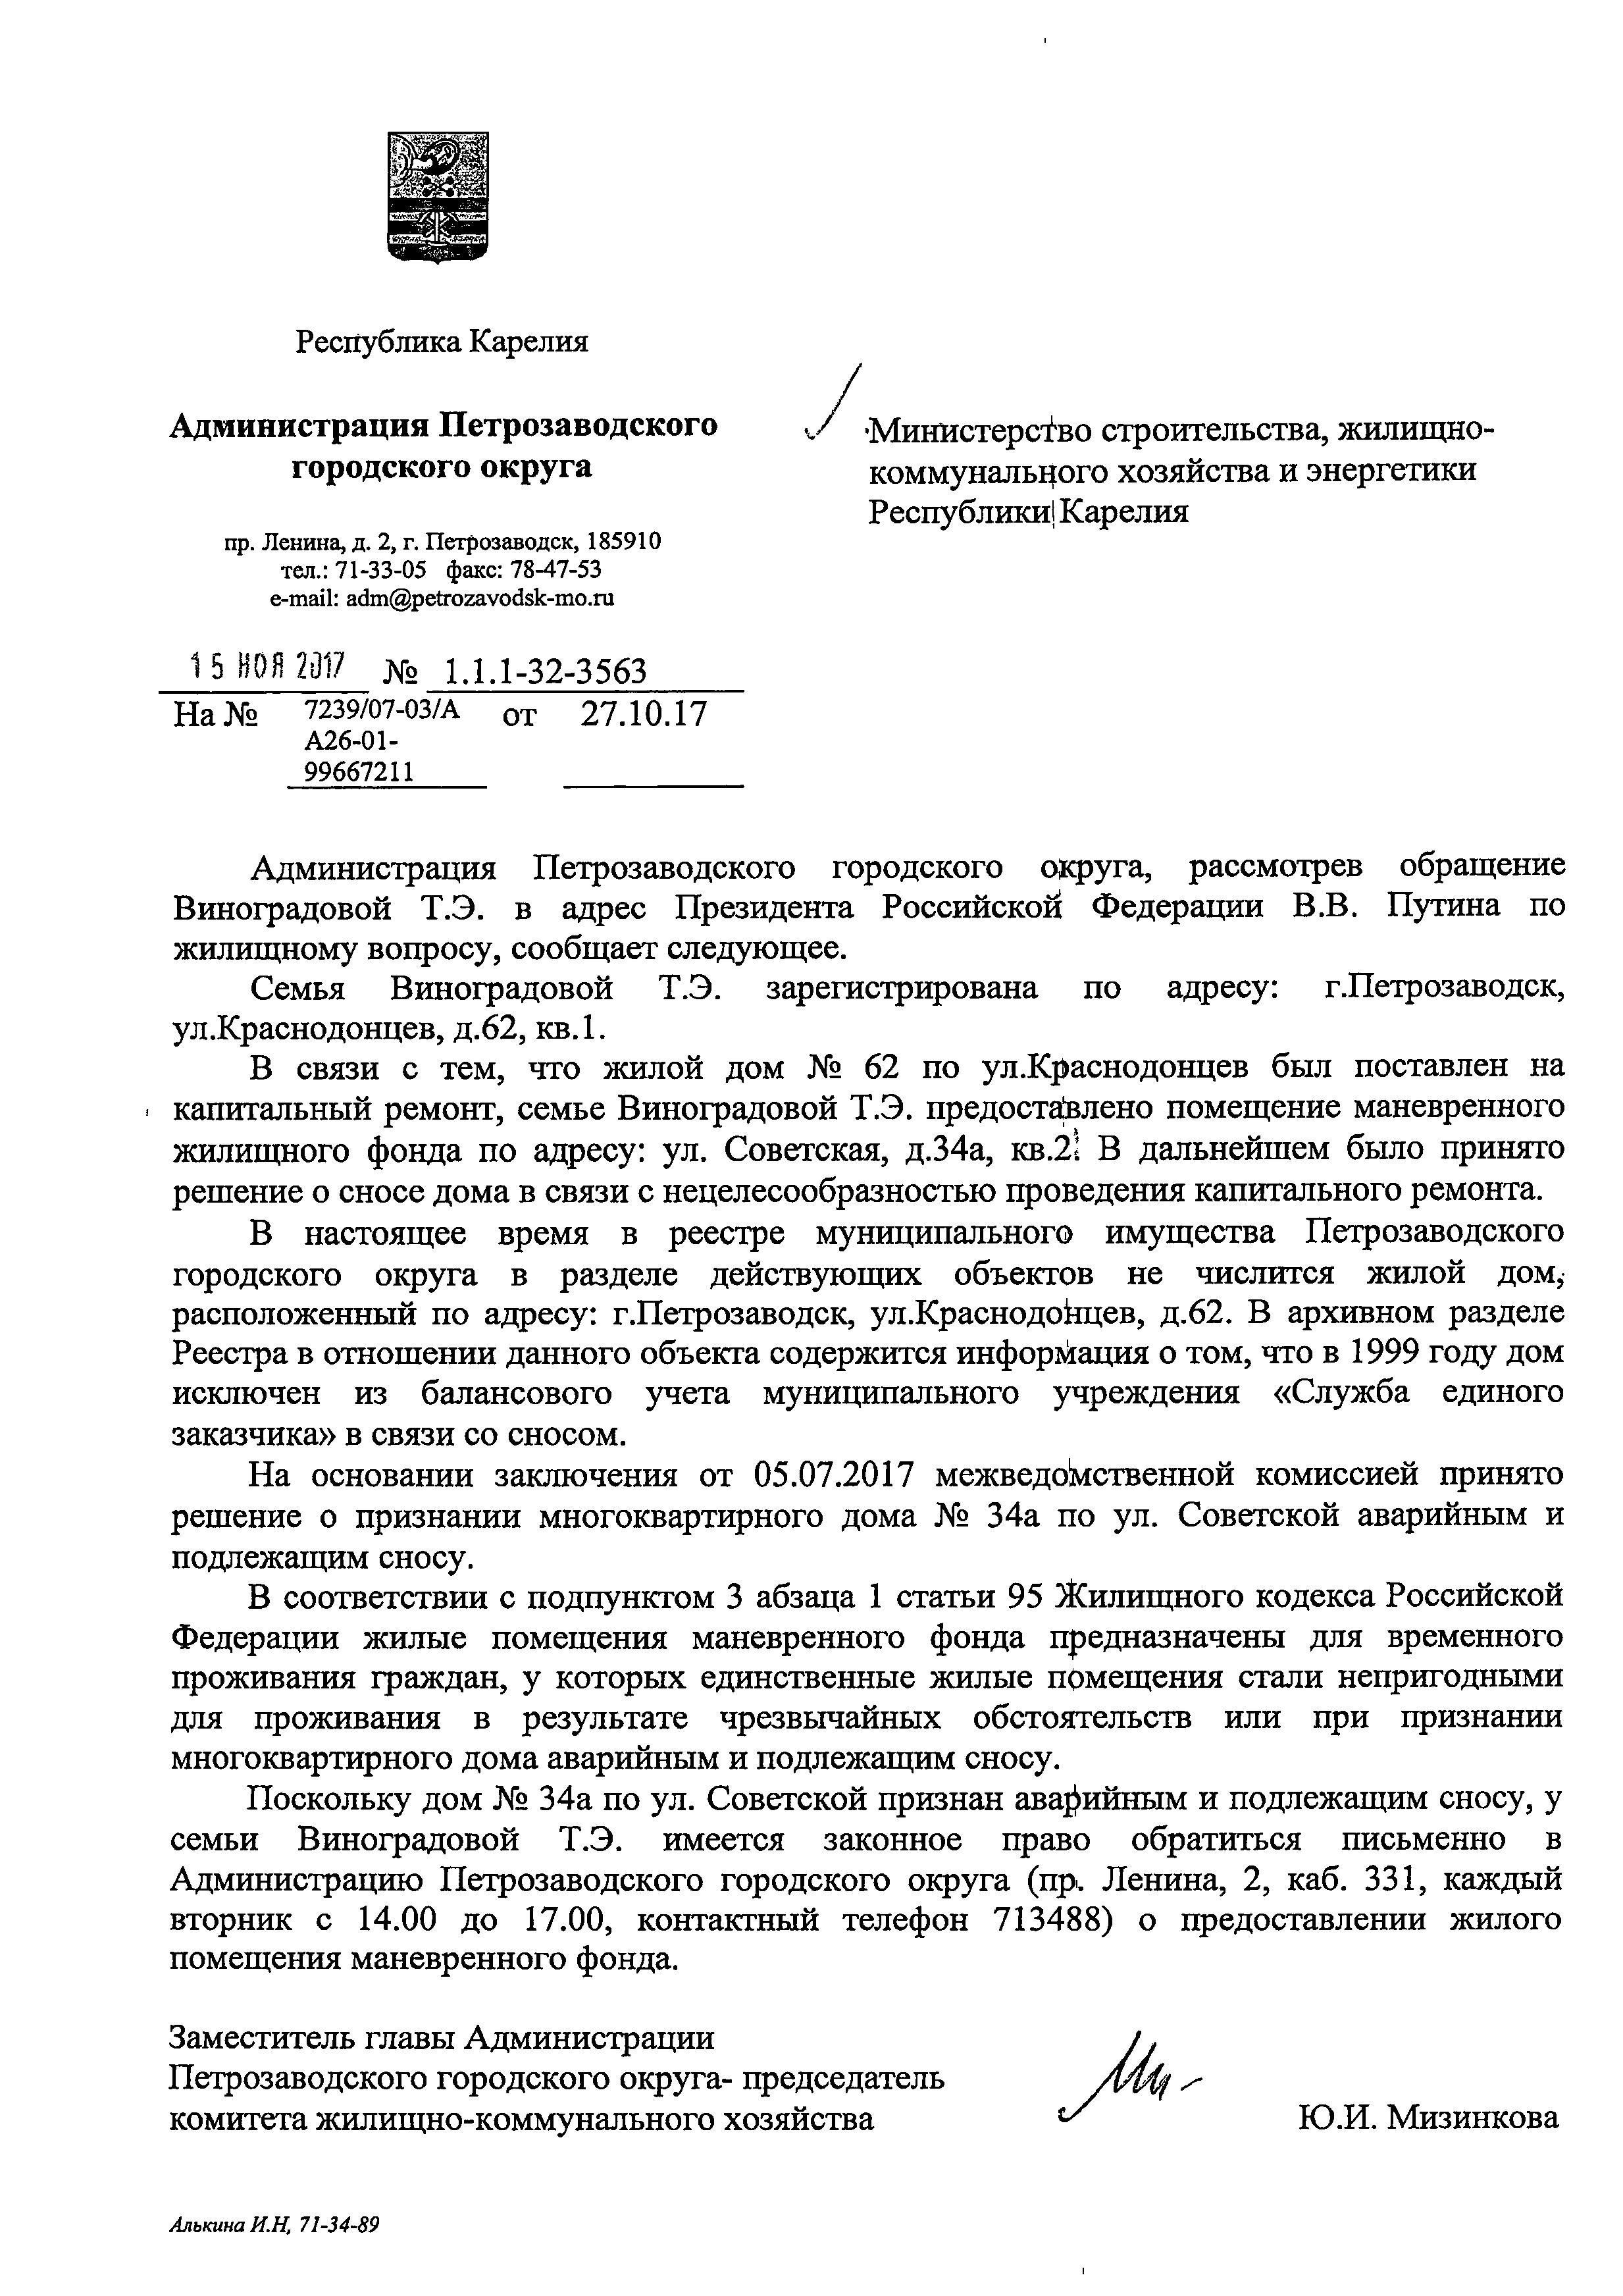 Республика Карелия
Администрация Петрозаводского
городского округа
пр. Ленина, д. 2, г. Петрозаводск, 185910
тел.: 71-33-05 факс: 78-47-53
e-mail: adm@petrozavodsk-mo.ru
15 НОЯ 2017 № 1.1.1-32-3563
На № 7239/07-03/А от 27.10.17
А26-01-
99667211
Министерство строительства, жилищно-
коммунального хозяйства и энергетики
Республики Карелия
Администрация Петрозаводского городского округа, рассмотрев обращение
Виноградовой Т.Э. в адрес Президента Российской Федерации В.В. Путина по
жилищному вопросу, сообщает следующее.
Семья Виноградовой Т.Э. зарегистрирована по адресу: г.Петрозаводск,
ул.Краснодонцев, д.62, кв.1.
В связи с тем, что жилой дом № 62 по ул.Краснодонцев был поставлен на
капитальный ремонт, семье Виноградовой Т.Э. предоставлено помещение маневренного
жилищного фонда по адресу: ул. Советская, д.34а, кв.2. В дальнейшем было принято
решение о сносе дома в связи с нецелесообразностью проведения капитального ремонта.
В настоящее время в реестре муниципального имущества Петрозаводского
городского округа в разделе действующих объектов не числится жилой дом,
расположенный по адресу: г.Петрозаводск, ул.Краснодонцев, д.62. В архивном разделе
Реестра в отношении данного объекта содержится информация о том, что в 1999 году дом
исключен из балансового учета муниципального учреждения «Служба единого
заказчика» в связи со сносом.
На основании заключения от 05.07.2017 межведомственной комиссией принято
решение о признании многоквартирного дома № 34а по ул. Советской аварийным и
подлежащим сносу.
В соответствии с подпунктом 3 абзаца 1 статьи 95 Жилищного кодекса Российской
Федерации жилые помещения маневренного фонда предназначены для временного
проживания граждан, у которых единственные жилые помещения стали непригодными
для проживания в результате чрезвычайных обстоятельств или при признании
многоквартирного дома аварийным и подлежащим сносу.
Поскольку дом № 34а по ул. Советской признан аварийным и подлежащим сносу, у
семьи Виноградовой Т.Э. имеется законное право обратиться письменно в
Администрацию Петрозаводского городского округа (пр. Ленина, 2, каб. 331, каждый
вторник с 14.00 до 17.00, контактный телефон 713488) о предоставлении жилого
помещения маневренного фонда.
Заместитель главы Администрации
Петрозаводского городского округа- председатель
комитета жилищно-коммунального хозяйства Ю.И. Мизинкова
Алькина И.Н, 71-34-89